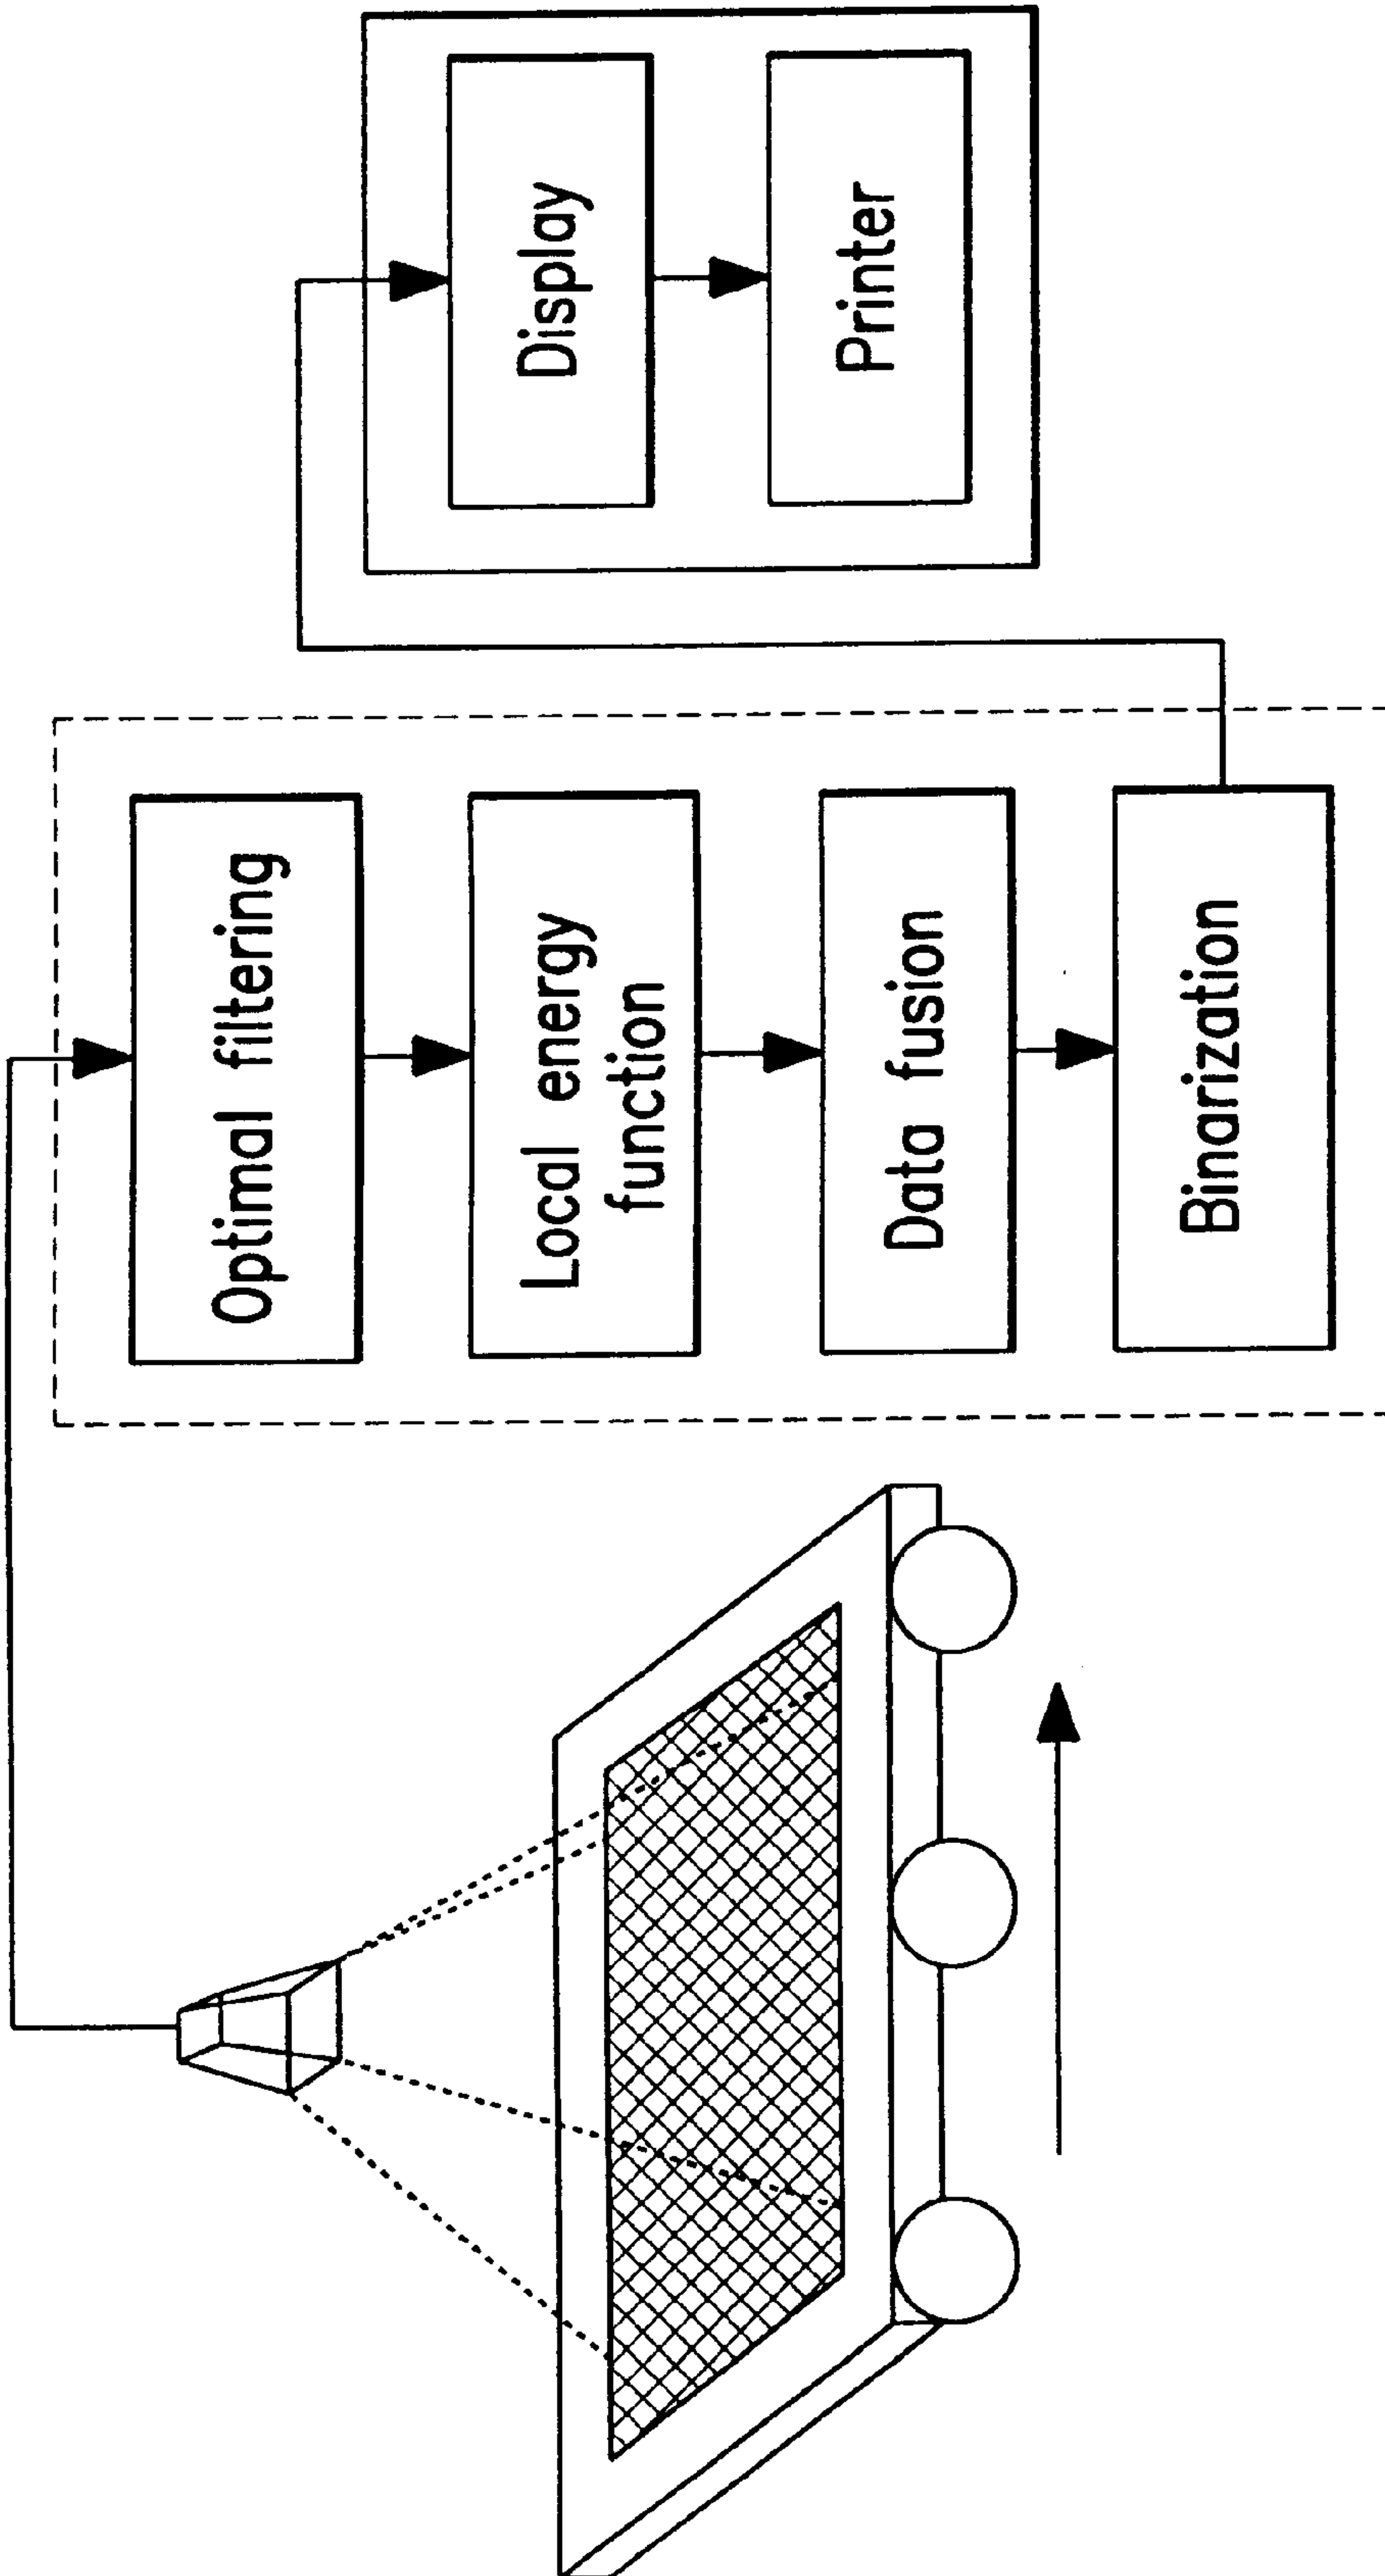 Optimal filtering
Local energy
function
Data fusion
Binarization
Display
Printer